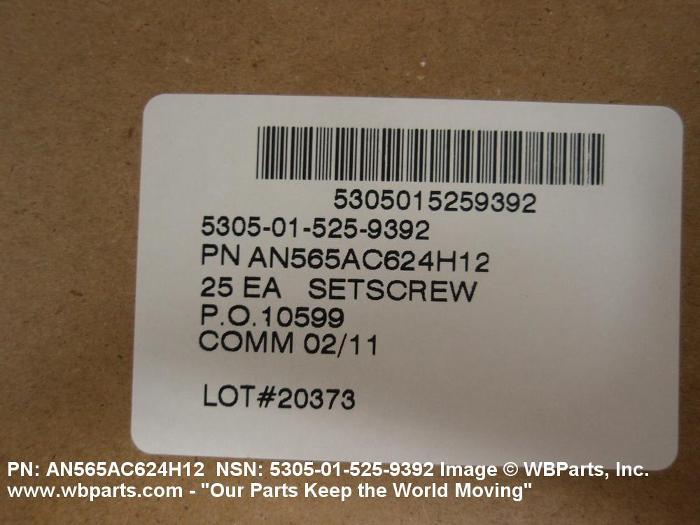 5305015259392
5305-01-525-9392
PN AN565AC624H12
25 EA SETSCREW
P.O.10599
COMM 02/11
LOT#20373
PN: AN565AC624H12 NSN: 5305-01-525-9392 Image © WBParts, Inc.
www.wbparts.com - "Our Parts Keep the World Moving"